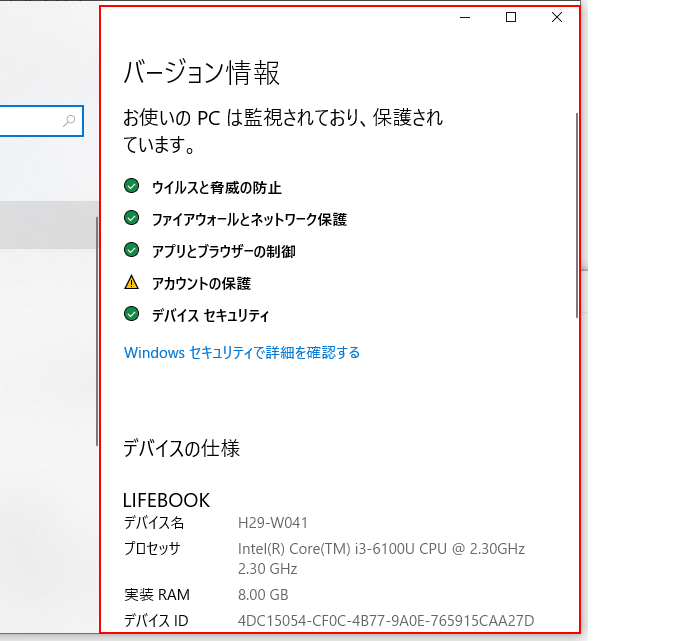 バージョン情報
お使いの PC は監視されており、保護され
ています。
ウイルスと脅威の防止
ファイアウォールとネットワーク保護
アプリとブラウザーの制御
アカウントの保護
デバイス セキュリティ
Windows セキュリティで詳細を確認する
デバイスの仕様
LIFEBOOK
デバイス名 H29-W041
プロセッサ Intel(R) Core(TM) i3-6100U CPU @ 2.30GHz
2.30 GHz
実装 RAM 8.00 GB
デバイス ID 4DC15054-CF0C-4B77-9A0E-765915CAA27D